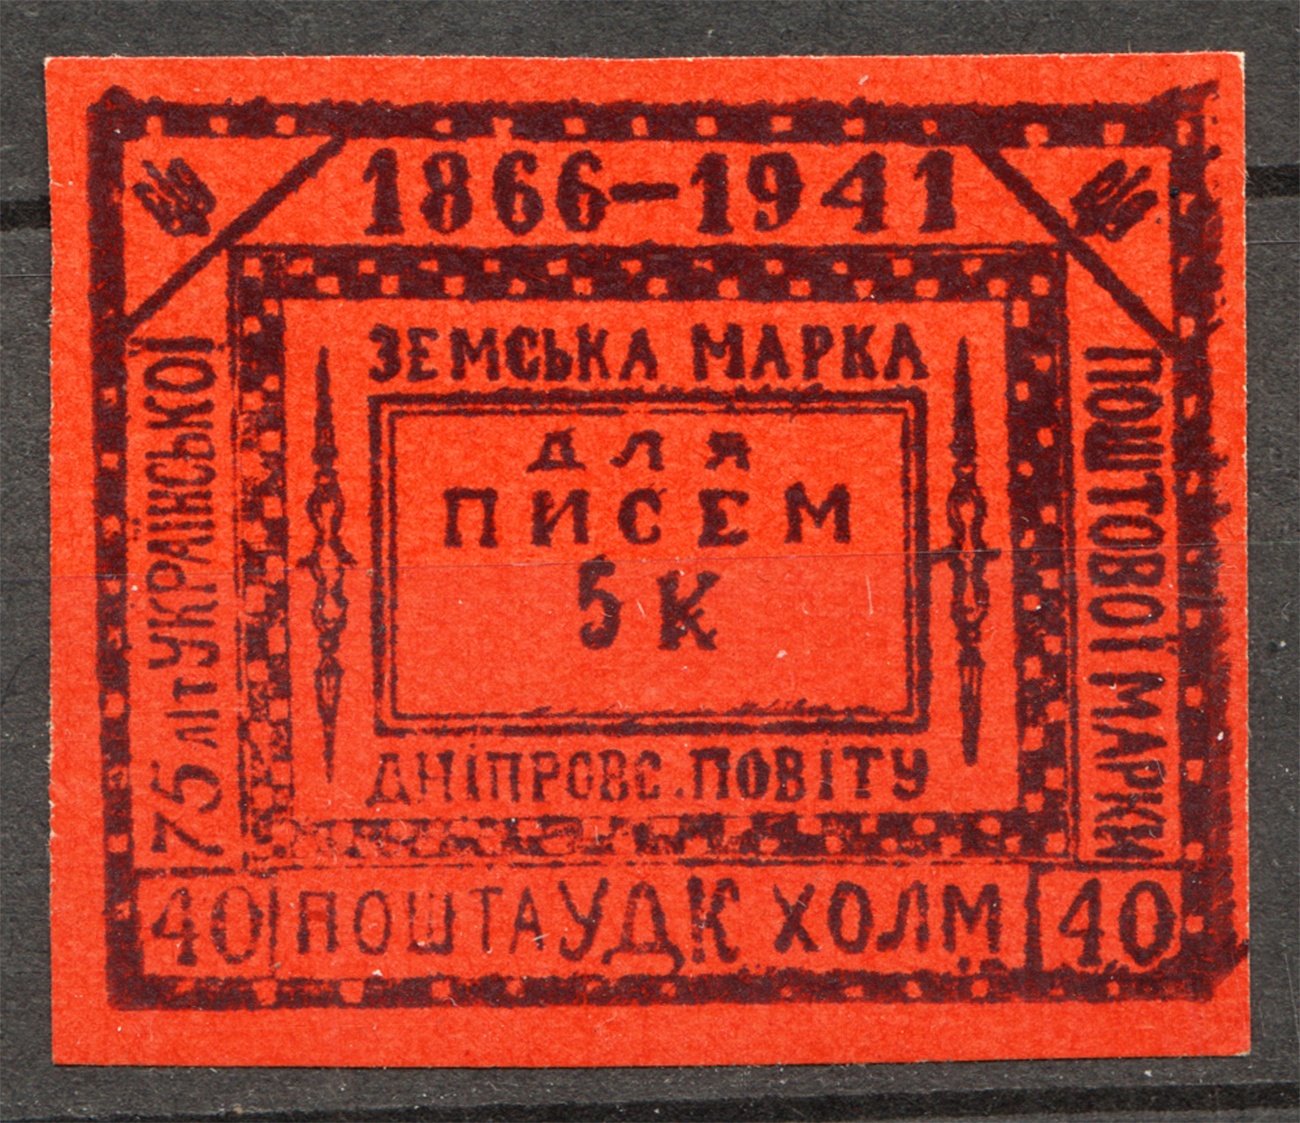 1866–1941
75 літ УКРАЇНСЬКОЇ
ПОШТОВОЇ МАРКИ
ЗЕМСЬКА МАРКА
ДЛЯ
ПИСЕМ
5 К
ДНІПРОВС. ПОВІТУ
40 ПОШТА УДК ХОЛМ 40